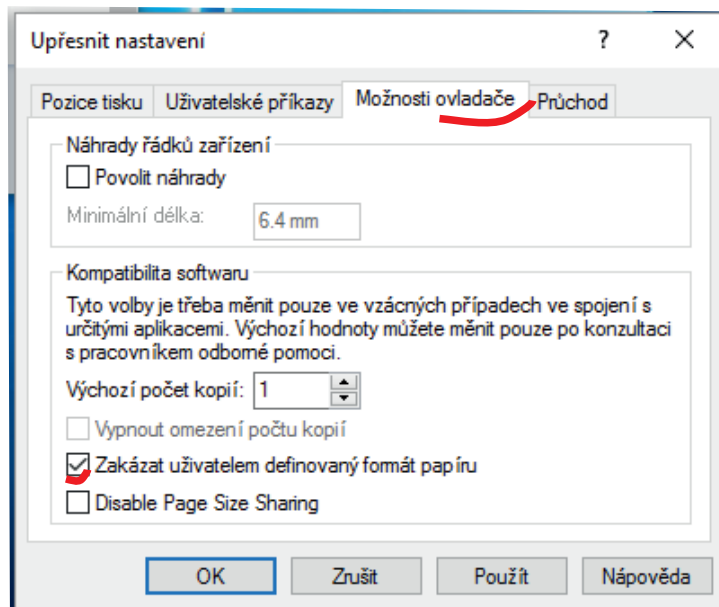 Upřesnit nastavení ? ×
Pozice tisku Uživatelské příkazy Možnosti ovladače Průchod
Náhrady řádků zařízení
Povolit náhrady
Minimální délka: 6.4 mm
Kompatibilita softwaru
Tyto volby je třeba měnit pouze ve vzácných případech ve spojení s
určitými aplikacemi. Výchozí hodnoty můžete měnit pouze po konzultaci
s pracovníkem odborné pomoci.
Výchozí počet kopií: 1
Vypnout omezení počtu kopií
Zakázat uživatelem definovaný formát papíru
Disable Page Size Sharing
OK Zrušit Použít Nápověda